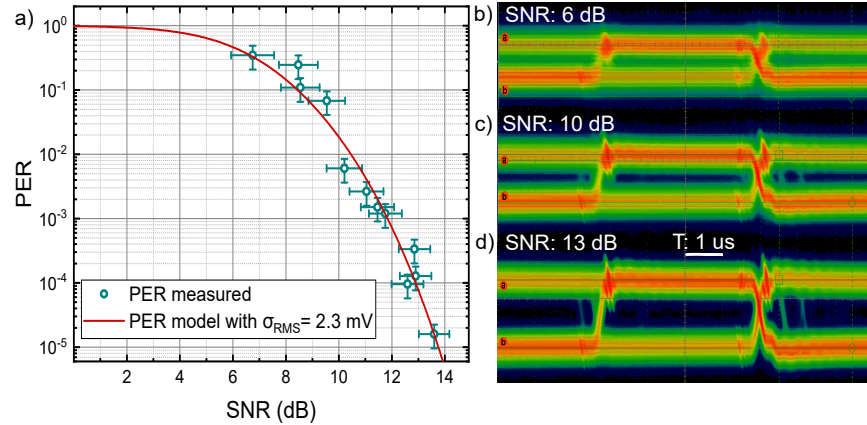 a)
10⁰
10⁻¹
10⁻²
10⁻³
10⁻⁴
10⁻⁵
PER
PER measured
PER model with σRMS= 2.3 mV
2 4 6 8 10 12 14
SNR (dB)
b) SNR: 6 dB
a
b
c) SNR: 10 dB
a
b
d) SNR: 13 dB
T: 1 us
a
b